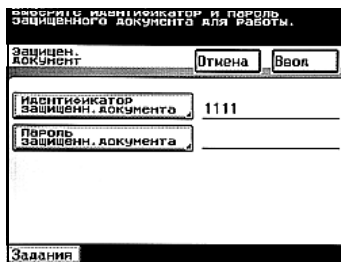 Выберите идентификатор и пароль
защищенного документа для работы.
Защищен.
документ
Отмена
Ввод
Идентификатор
защищенн. документа
1111
Пароль
защищенн. документа
Задания